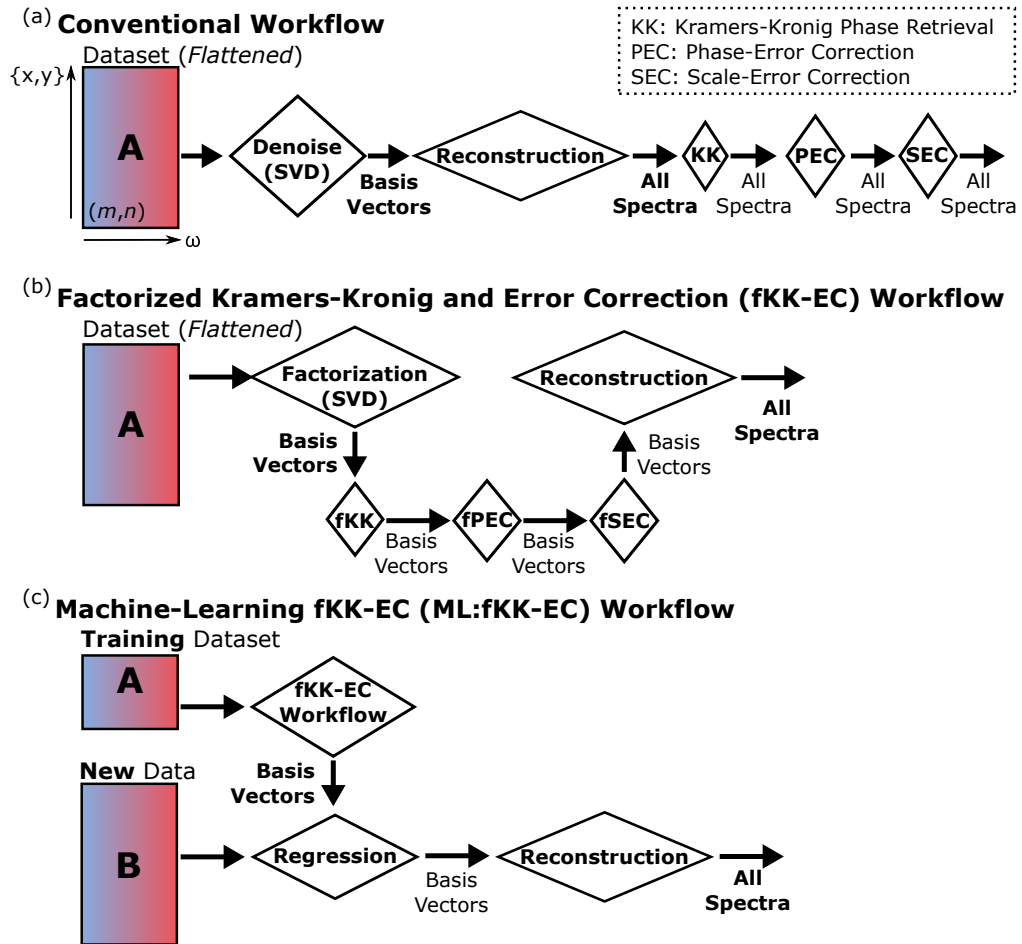 (a) Conventional Workflow
KK: Kramers-Kronig Phase Retrieval
PEC: Phase-Error Correction
SEC: Scale-Error Correction
Dataset (Flattened)
{x,y}
A
(m,n)
ω
Denoise
(SVD)
Basis
Vectors
Reconstruction
All
Spectra
KK
All
Spectra
PEC
All
Spectra
SEC
All
Spectra
(b) Factorized Kramers-Kronig and Error Correction (fKK-EC) Workflow
Dataset (Flattened)
A
Factorization
(SVD)
Basis
Vectors
fKK
Basis
Vectors
fPEC
Basis
Vectors
fSEC
Basis
Vectors
Reconstruction
All
Spectra
(c) Machine-Learning fKK-EC (ML:fKK-EC) Workflow
Training Dataset
A
fKK-EC
Workflow
Basis
Vectors
New Data
B
Regression
Basis
Vectors
Reconstruction
All
Spectra